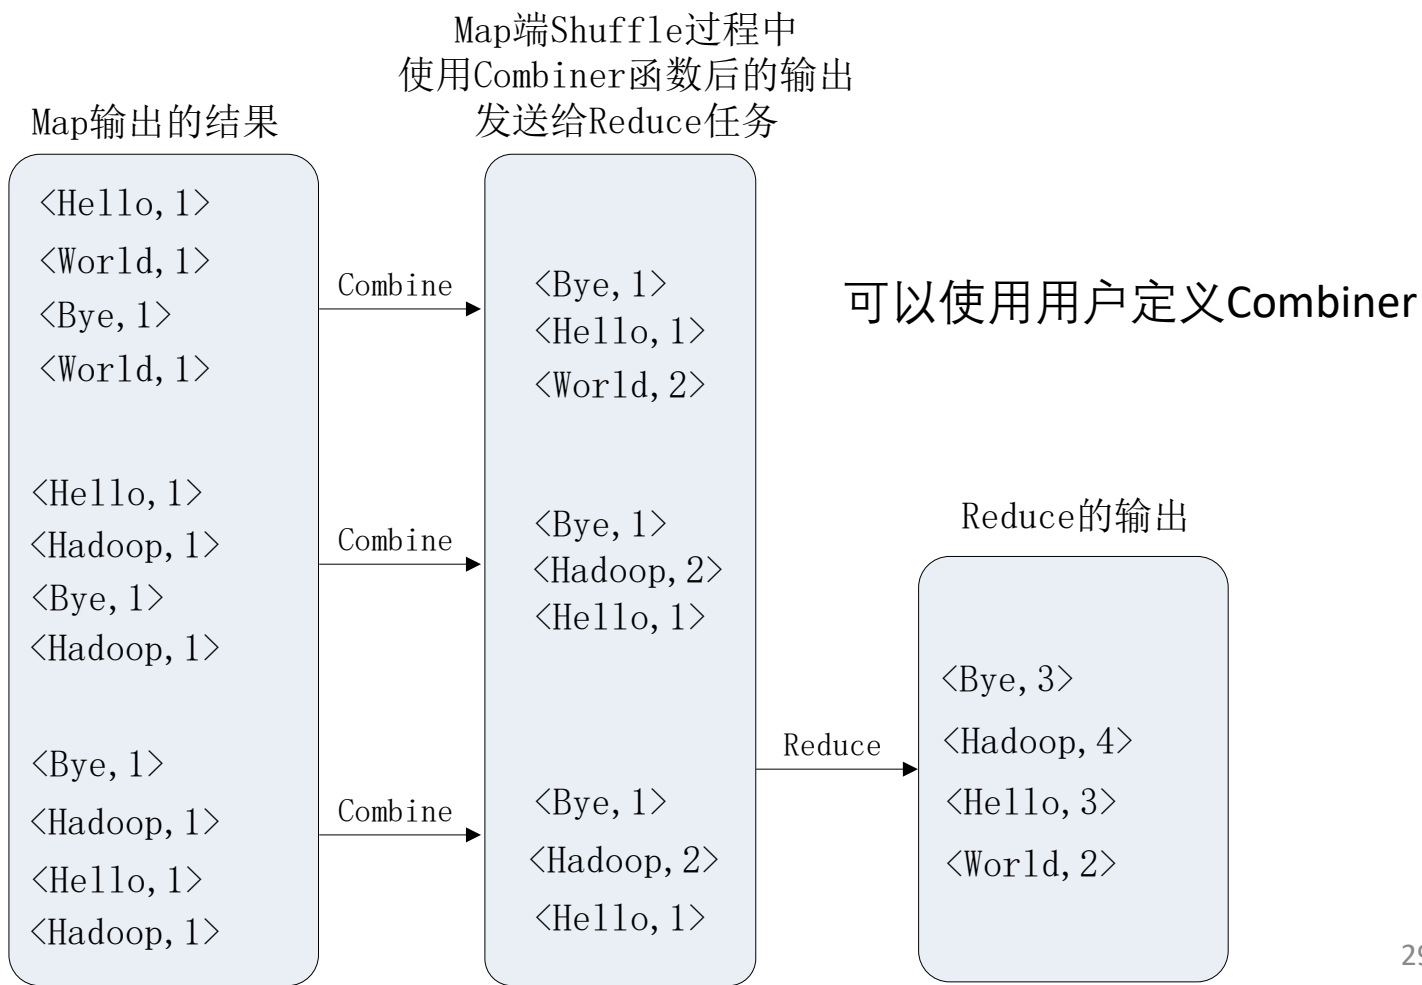 Map端Shuffle过程中
使用Combiner函数后的输出
发送给Reduce任务
Map输出的结果
<Hello,1>
<World,1>
<Bye,1>
<World,1>
Combine
<Bye,1>
<Hello,1>
<World,2>
可以使用用户定义Combiner
<Hello,1>
<Hadoop,1>
<Bye,1>
<Hadoop,1>
Combine
<Bye,1>
<Hadoop,2>
<Hello,1>
<Bye,1>
<Hadoop,1>
<Hello,1>
<Hadoop,1>
Combine
<Bye,1>
<Hadoop,2>
<Hello,1>
Reduce
Reduce的输出
<Bye,3>
<Hadoop,4>
<Hello,3>
<World,2>
29